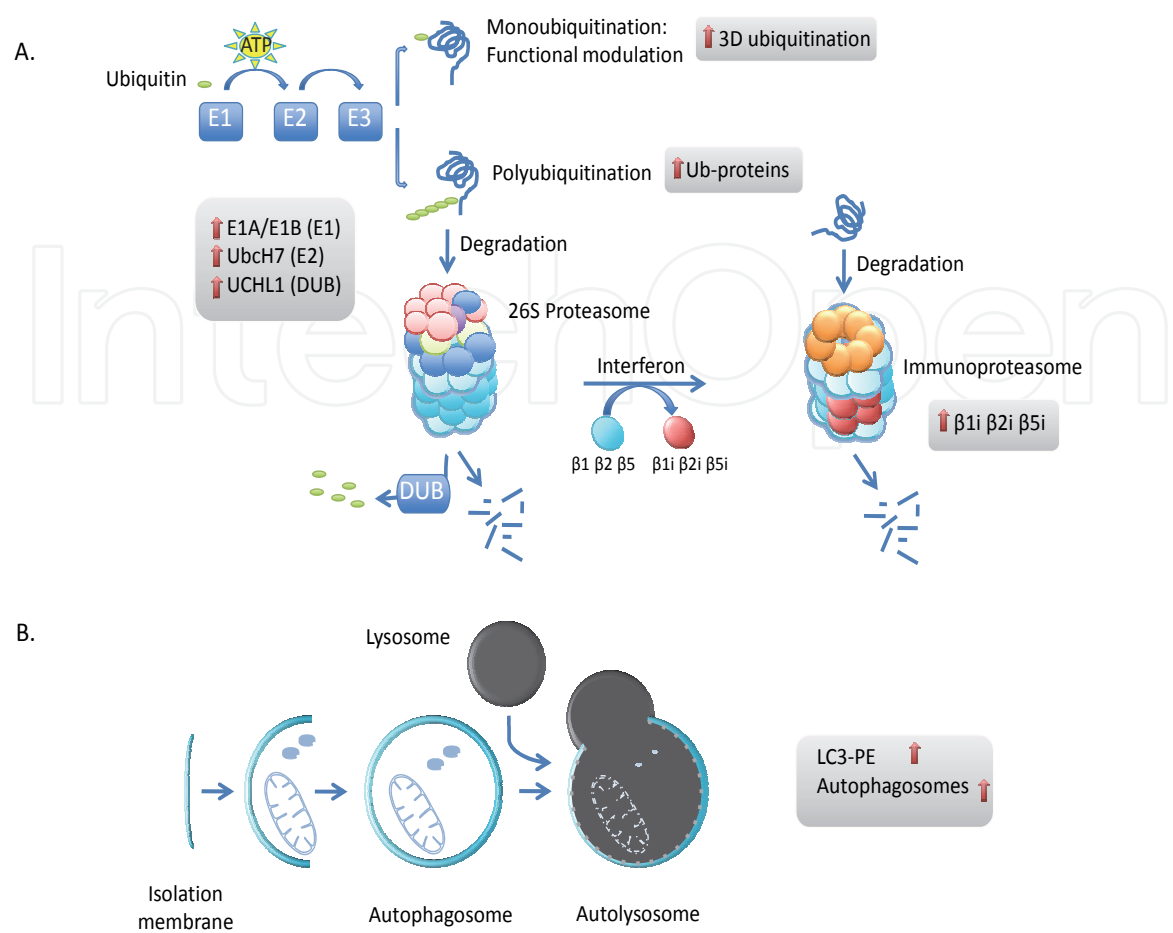 A.
ATP
Ubiquitin
E1
E2
E3
Monoubiquitination:
Functional modulation
3D ubiquitination
Polyubiquitination
Ub-proteins
E1A/E1B (E1)
UbcH7 (E2)
UCHL1 (DUB)
Degradation
26S Proteasome
Degradation
Interferon
β1 β2 β5
β1i β2i β5i
Immunoproteasome
β1i β2i β5i
DUB
IntechOpen
B.
Lysosome
LC3-PE
Autophagosomes
Isolation
membrane
Autophagosome
Autolysosome